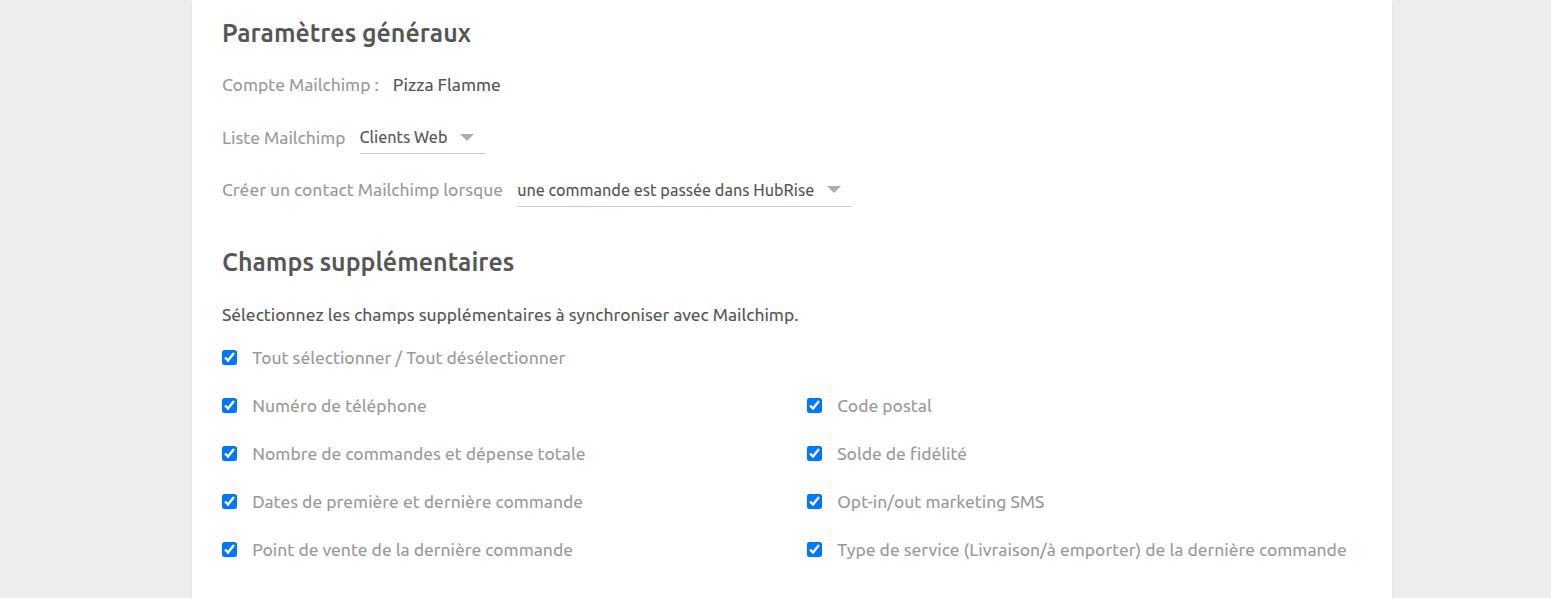 Paramètres généraux
Compte Mailchimp : Pizza Flamme
Liste Mailchimp Clients Web
Créer un contact Mailchimp lorsque une commande est passée dans HubRise
Champs supplémentaires
Sélectionnez les champs supplémentaires à synchroniser avec Mailchimp.
Tout sélectionner / Tout désélectionner
Numéro de téléphone Code postal
Nombre de commandes et dépense totale Solde de fidélité
Dates de première et dernière commande Opt-in/out marketing SMS
Point de vente de la dernière commande Type de service (Livraison/à emporter) de la dernière commande